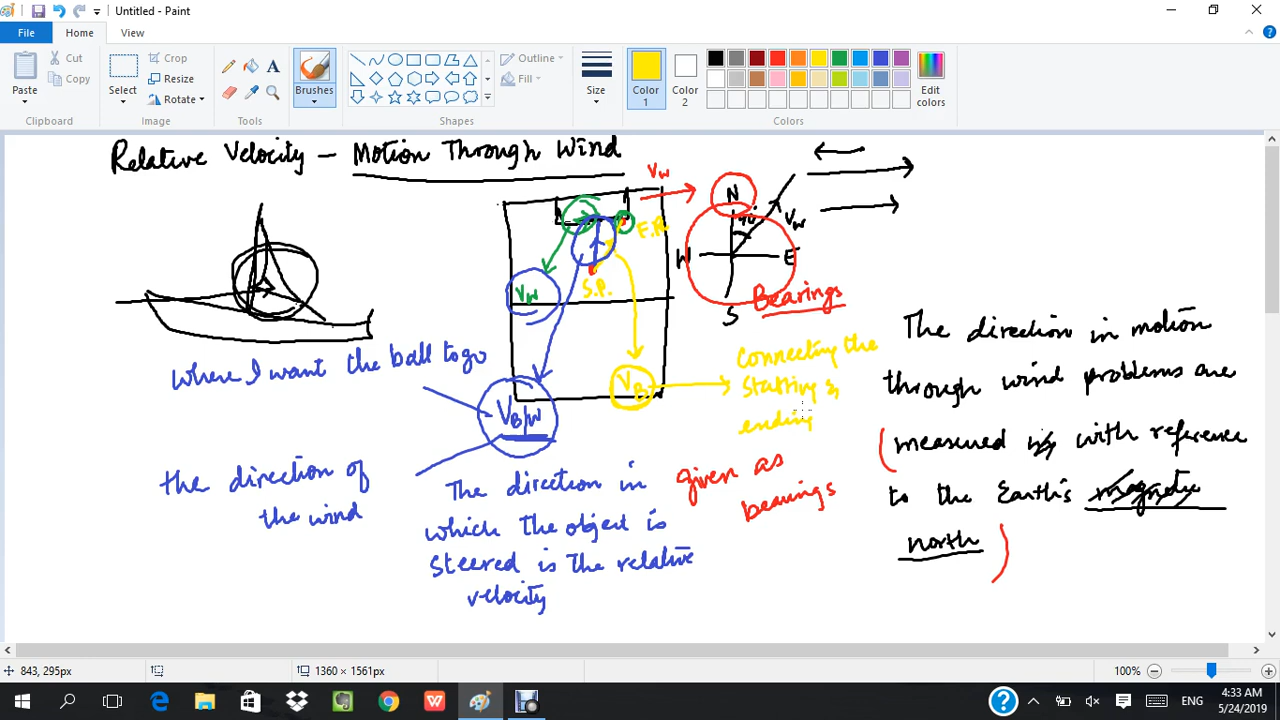 Untitled - Paint
File
Home
View
Paste
Cut
Copy
Clipboard
Select
Crop
Resize
Rotate
Image
A
Tools
Brushes
Outline
Fill
Shapes
Size
Color 1
Color 2
Edit colors
Colors
Relative Velocity – Motion Through Wind
Vw
N
Vw
F.P.
W
E
S.P.
Vw
S
Bearings
The direction in motion
through wind problems are
(measured is with reference
to the Earth's magnetic
north)
Connecting the
Starting &
ending
VB
where I want the ball to go
VB/W
the direction of
the wind
The direction in
which the object is
steered is the relative
velocity
given as
bearings
843, 295px
1360 × 1561px
100%
ENG
4:33 AM
5/24/2019